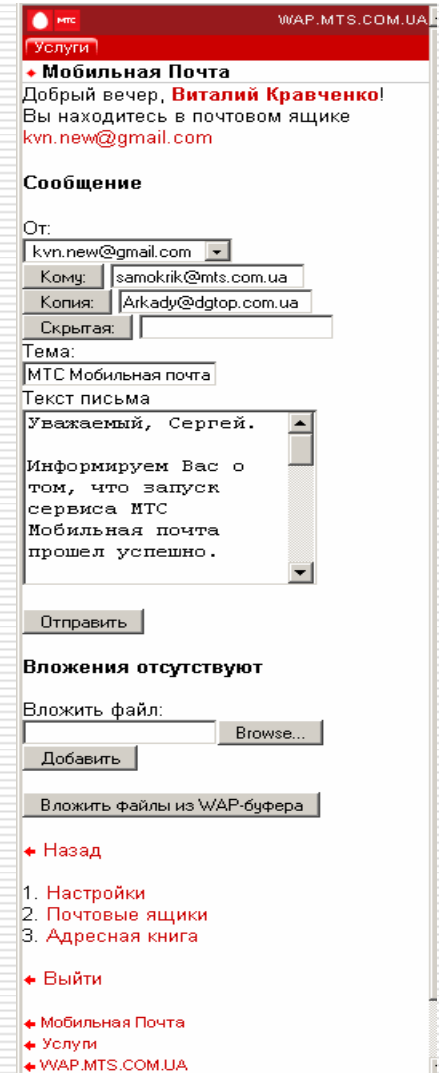 МТС WAP.MTS.COM.UA
Услуги
Мобильная Почта
Добрый вечер, Виталий Кравченко!
Вы находитесь в почтовом ящике
kvn.new@gmail.com
Сообщение
От:
kvn.new@gmail.com
Кому: samokrik@mts.com.ua
Копия: Arkady@dgtop.com.ua
Скрытая:
Тема:
МТС Мобильная почта
Текст письма
Уважаемый, Сергей.
Информируем Вас о
том, что запуск
сервиса МТС
Мобильная почта
прошел успешно.
Отправить
Вложения отсутствуют
Вложить файл:
Browse...
Добавить
Вложить файлы из WAP-буфера
Назад
1. Настройки
2. Почтовые ящики
3. Адресная книга
Выйти
Мобильная Почта
Услуги
WAP.MTS.COM.UA